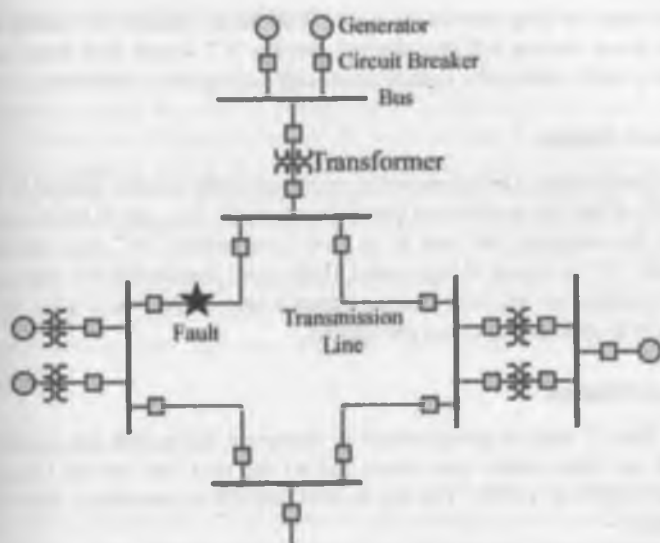 Generator
Circuit Breaker
Bus
Transformer
Fault
Transmission
Line